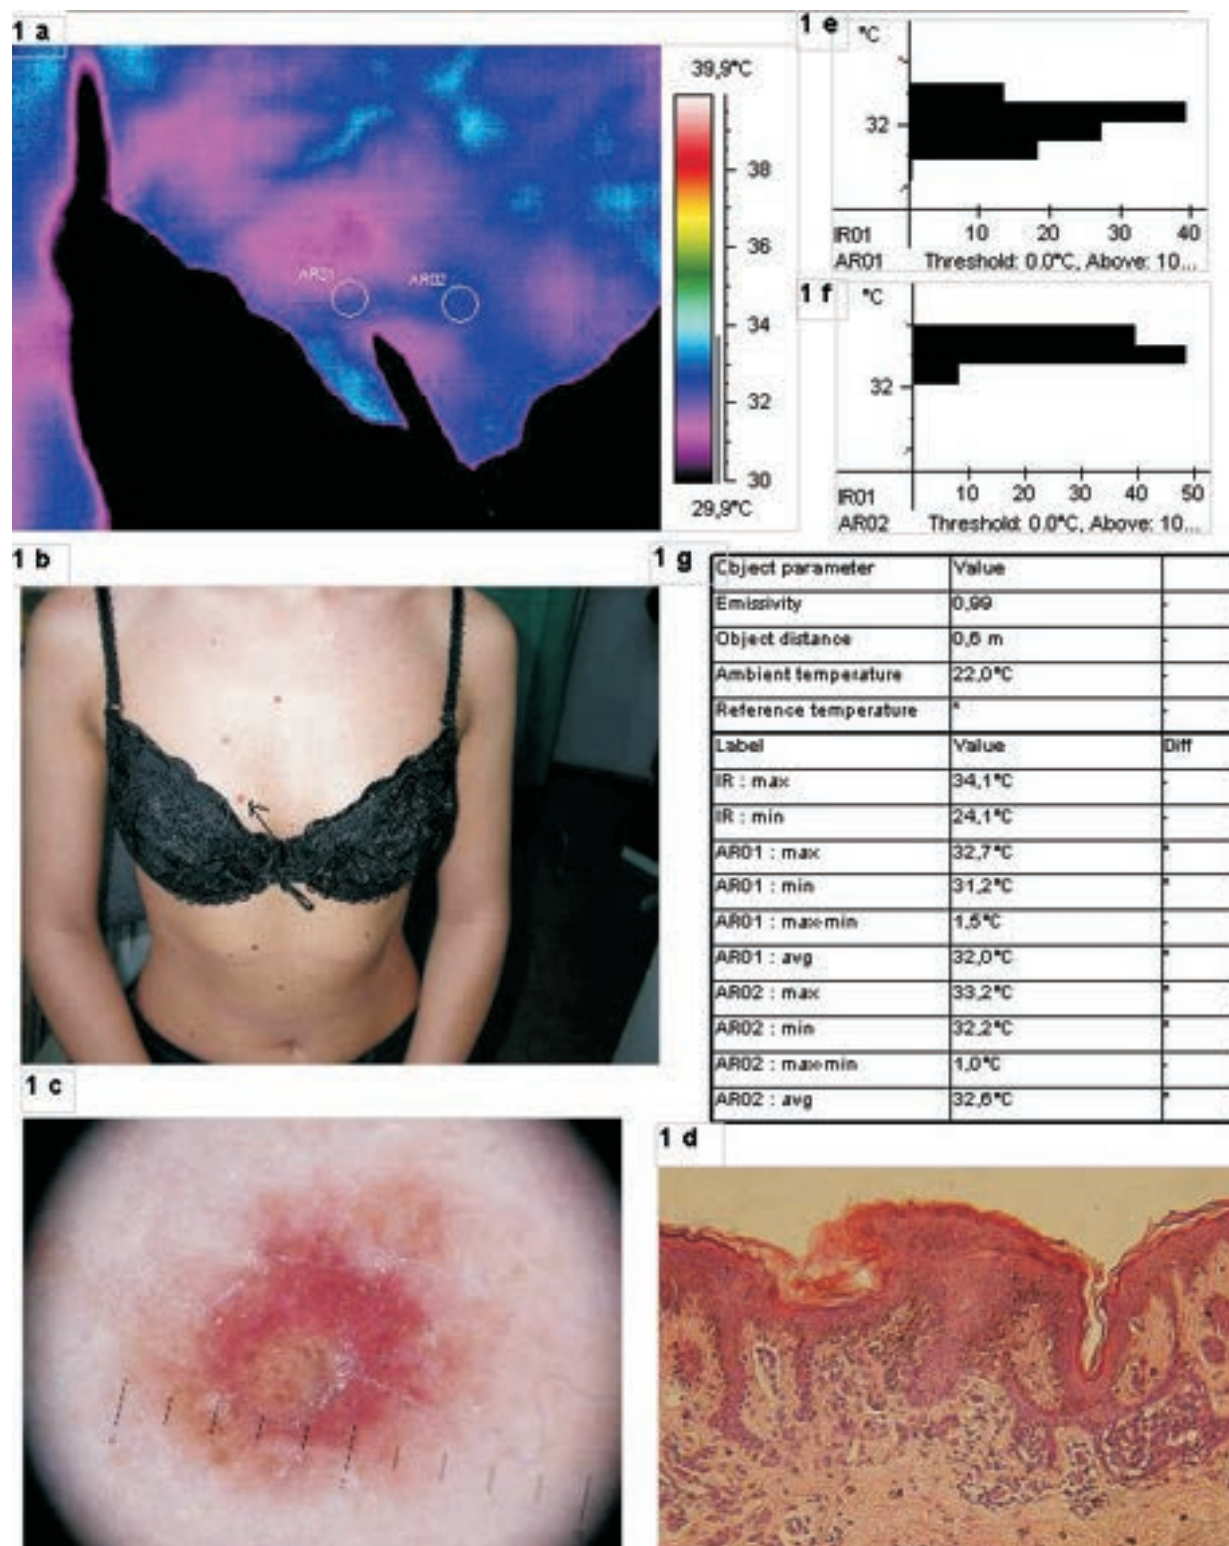 1 a
39,9°C
38
36
34
32
30
29,9°C
AR01
AR02
1 e
°C
32
10 20 30 40
IR01
AR01 Threshold: 0.0°C, Above: 10...
1 f
°C
32
10 20 30 40 50
IR01
AR02 Threshold: 0.0°C, Above: 10...
1 b
1 g
Object parameter Value
Emissivity 0,99 -
Object distance 0,6 m -
Ambient temperature 22,0°C -
Reference temperature * -
Label Value Diff
IR : max 34,1°C -
IR : min 24,1°C -
AR01 : max 32,7°C *
AR01 : min 31,2°C *
AR01 : max-min 1,5°C -
AR01 : avg 32,0°C *
AR02 : max 33,2°C *
AR02 : min 32,2°C *
AR02 : max-min 1,0°C -
AR02 : avg 32,6°C *
1 c
1 d